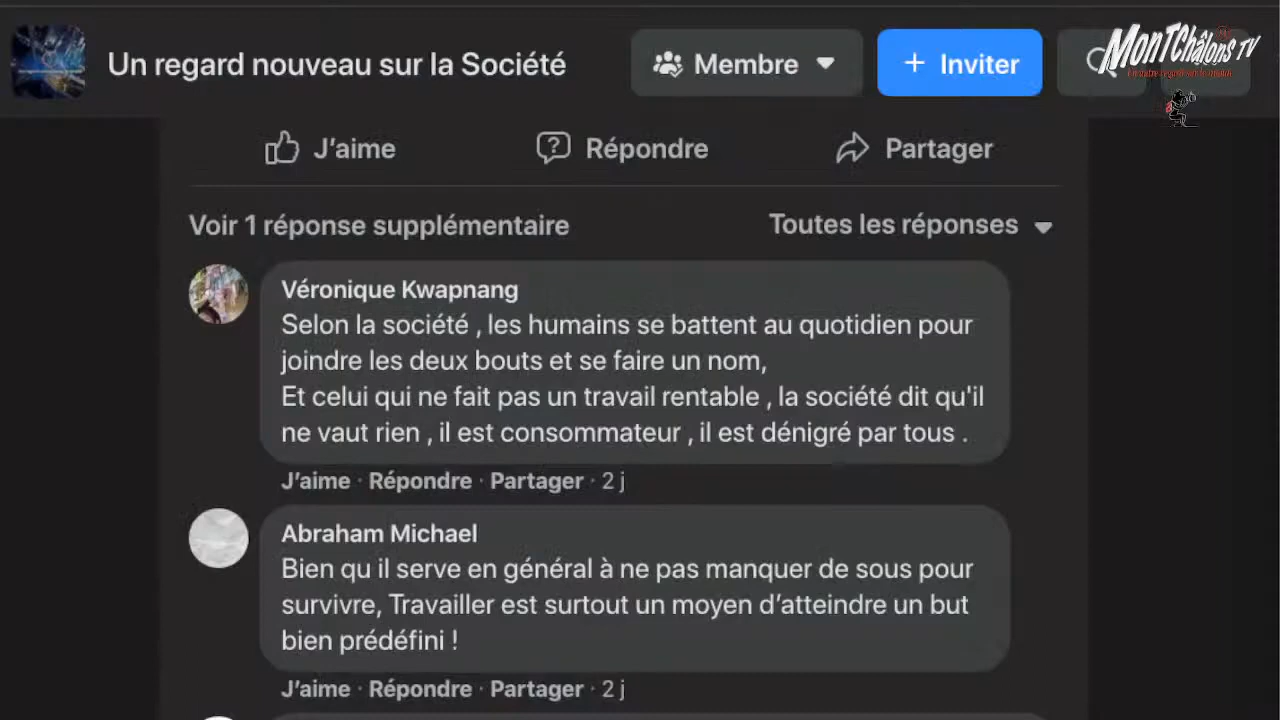 Un regard nouveau sur la Société
Membre
+ Inviter
MonTChâlons TV
J’aime
Répondre
Partager
Voir 1 réponse supplémentaire
Toutes les réponses
Véronique Kwapnang
Selon la société , les humains se battent au quotidien pour
joindre les deux bouts et se faire un nom,
Et celui qui ne fait pas un travail rentable , la société dit qu'il
ne vaut rien , il est consommateur , il est dénigré par tous .
J’aime · Répondre · Partager · 2 j
Abraham Michael
Bien qu il serve en général à ne pas manquer de sous pour
survivre, Travailler est surtout un moyen d’atteindre un but
bien prédéfini !
J’aime · Répondre · Partager · 2 j